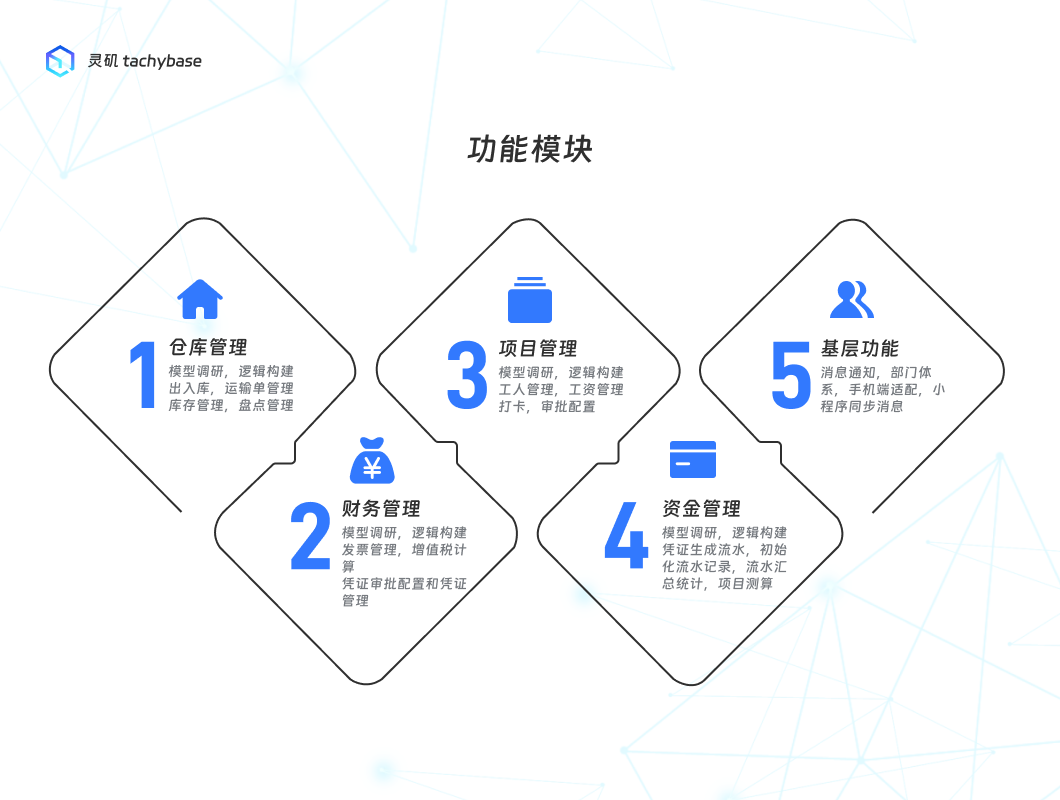 灵矶 tachybase
功能模块
1
仓库管理
模型调研，逻辑构建
出入库，运输单管理
库存管理，盘点管理
2
财务管理
模型调研，逻辑构建
发票管理，增值税计
算
凭证审批配置和凭证
管理
3
项目管理
模型调研，逻辑构建
工人管理，工资管理
打卡，审批配置
4
资金管理
模型调研，逻辑构建
凭证生成流水，初始
化流水记录，流水汇
总统计，项目测算
5
基层功能
消息通知，部门体
系，手机端适配，小
程序同步消息